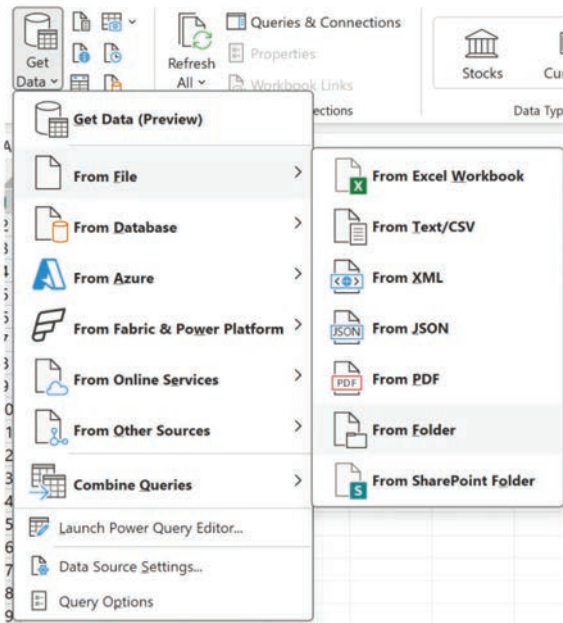 Get
Data
Refresh
All
Queries & Connections
Properties
Workbook Links
Stocks
Data Typ
Get Data (Preview)
From File
From Database
From Azure
From Fabric & Power Platform
From Online Services
From Other Sources
Combine Queries
Launch Power Query Editor...
Data Source Settings...
Query Options
From Excel Workbook
From Text/CSV
From XML
JSON
From JSON
PDF
From PDF
From Folder
From SharePoint Folder